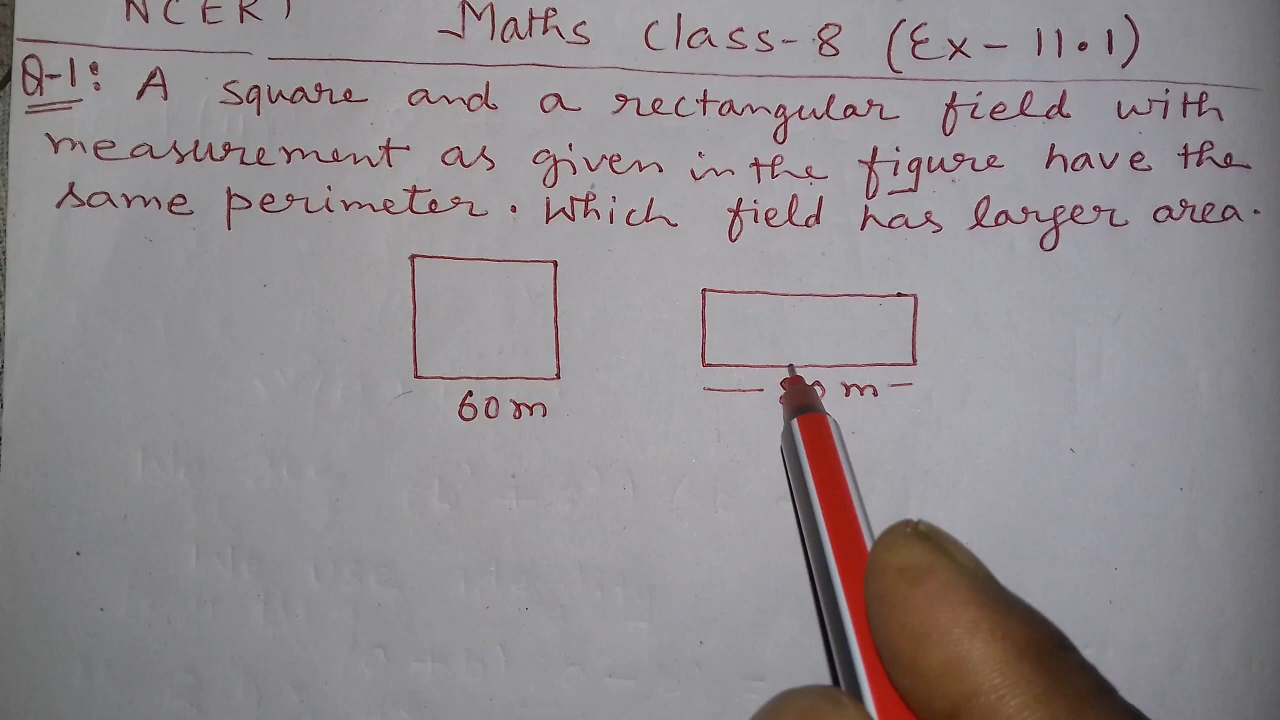 NCERT Maths Class-8 (Ex-11.1)
Q-1: A square and a rectangular field with
measurement as given in the figure have the
same perimeter. Which field has larger area.
60m
m